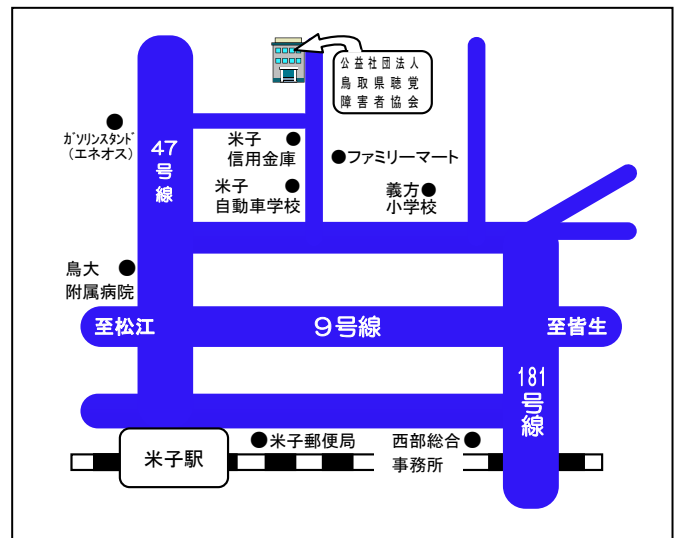 公益社団法人
鳥取県聴覚
障害者協会
ガソリンスタンド
（エネオス）
47
号
線
米子
信用金庫
ファミリーマート
米子
自動車学校
義方
小学校
鳥大
附属病院
至松江
9号線
至皆生
181
号
線
米子駅
米子郵便局
西部総合
事務所